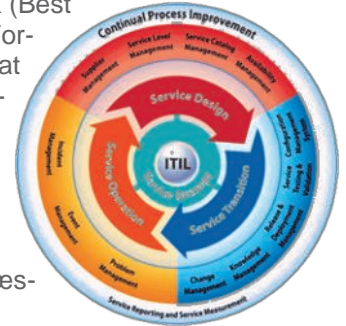 (Best
for-
at
-
Continual Process Improvement
Supplier
Management
Service Level
Management
Service Catalog
Management
Availability
Management
Service Design
System
Configuration
Management
Service
Testing &
Validation
Release &
Deployment
Management
Knowledge
Management
Change
Management
Service Transition
ITIL
Service Strategy
Service Operation
Incident
Management
Event
Management
Problem
Management
Service Reporting and Service Measurement
es-